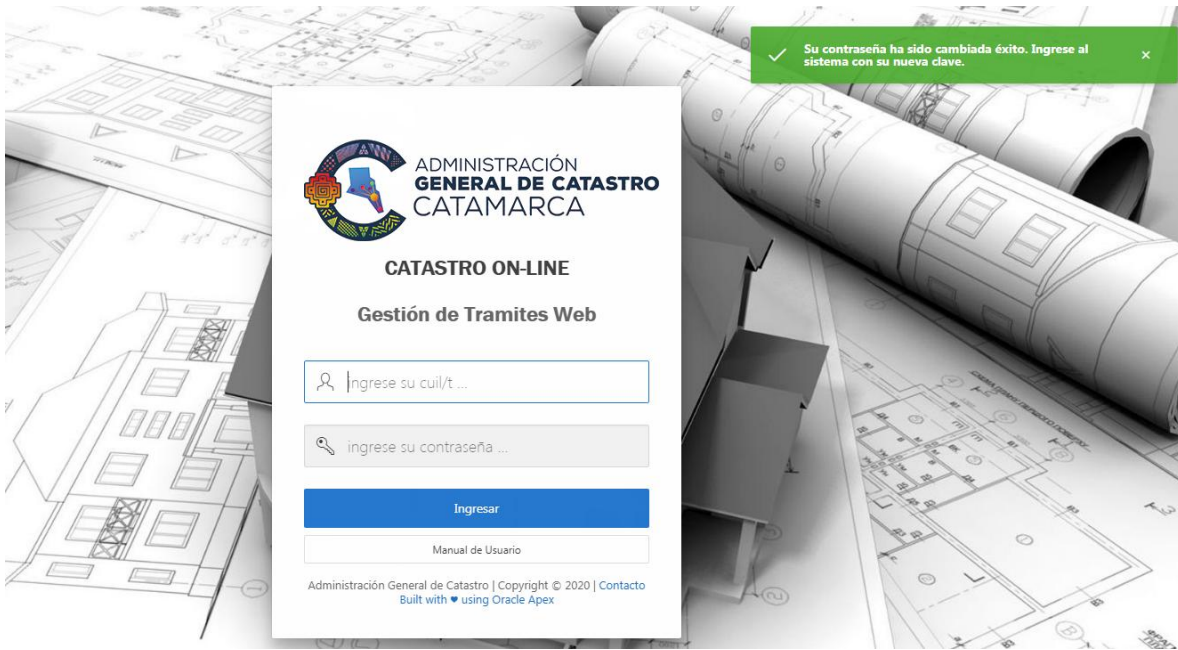 Su contraseña ha sido cambiada éxito. Ingrese al
sistema con su nueva clave.
ADMINISTRACIÓN
GENERAL DE CATASTRO
CATAMARCA
CATASTRO ON-LINE
Gestión de Tramites Web
Ingrese su cuil/t ...
ingrese su contraseña ...
Ingresar
Manual de Usuario
Administración General de Catastro | Copyright © 2020 | Contacto
Built with ♥ using Oracle Apex